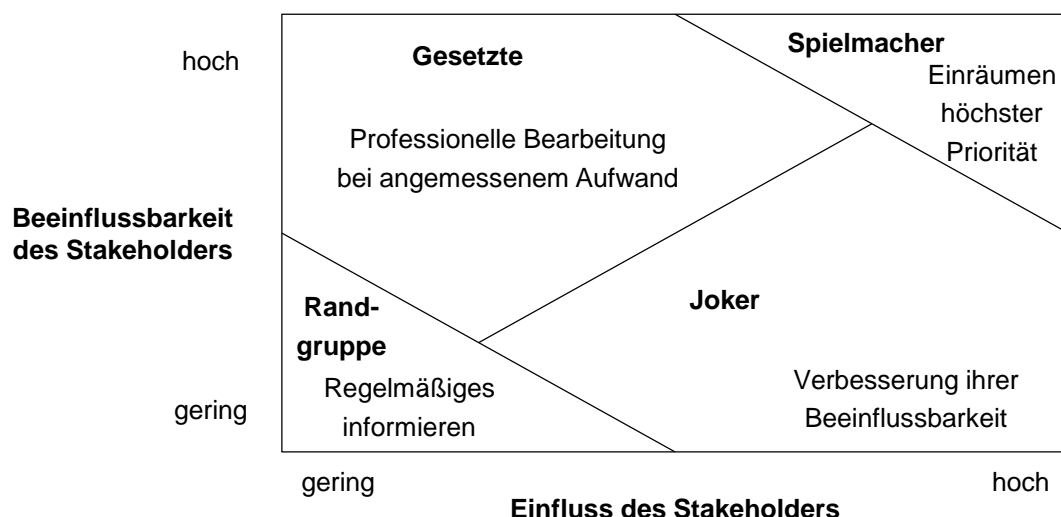 hoch
Gesetzte
Spielmacher
Einräumen
höchster
Priorität
Professionelle Bearbeitung
bei angemessenem Aufwand
Beeinflussbarkeit
des Stakeholders
Rand-
gruppe
Regelmäßiges
informieren
Joker
Verbesserung ihrer
Beeinflussbarkeit
gering
gering
hoch
Einfluss des Stakeholders